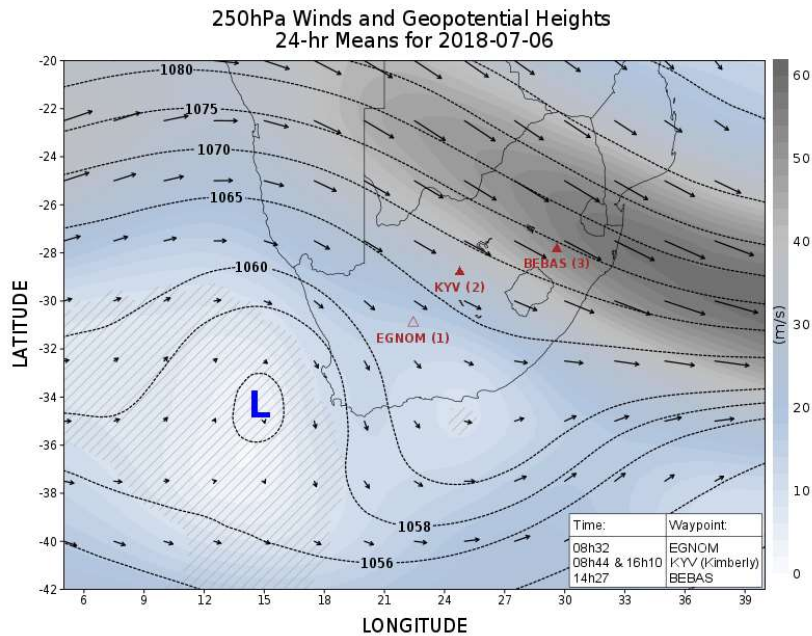 250hPa Winds and Geopotential Heights
24-hr Means for 2018-07-06
-20
-22
-24
-26
-28
-30
-32
-34
-36
-38
-40
-42
LATITUDE
1080
1075
1070
1065
1060
1058
1056
BEBAS (3)
KYV (2)
EGNOM (1)
L
Time: Waypoint:
08h32 EGNOM
08h44 & 16h10 KYV (Kimberly)
14h27 BEBAS
6 9 12 15 18 21 24 27 30 33 36 39
LONGITUDE
60
50
40
30
20
10
0
(m/s)